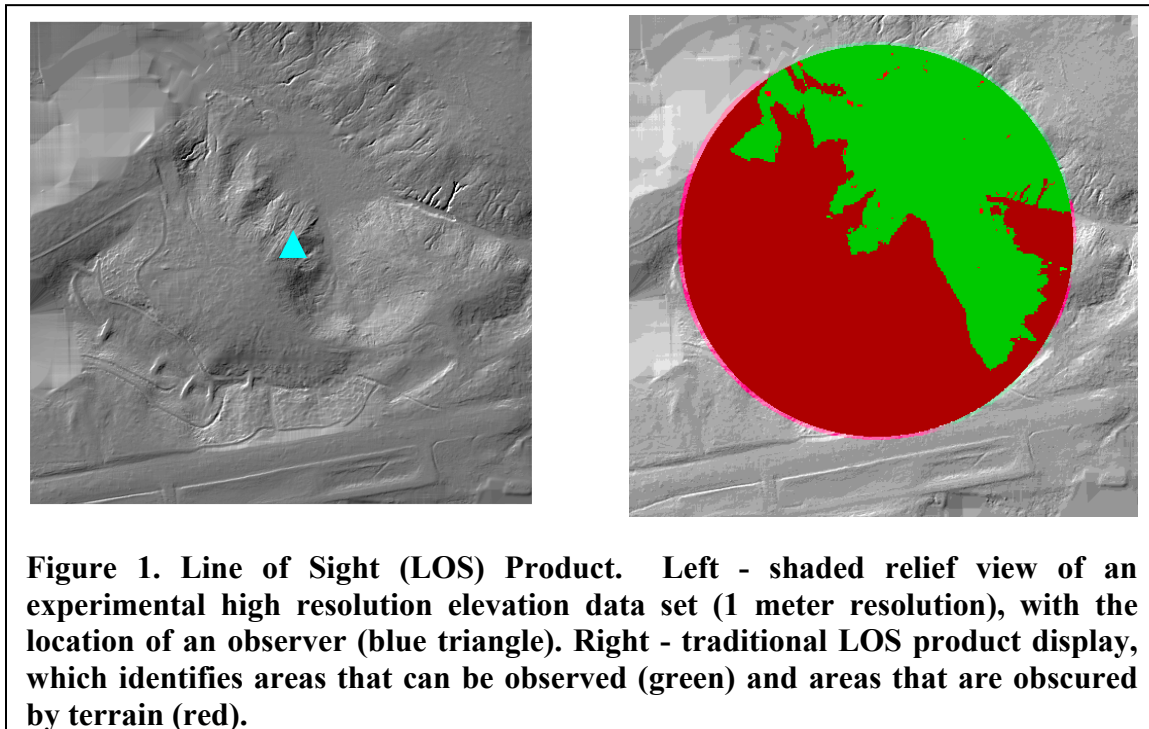 Figure 1. Line of Sight (LOS) Product. Left - shaded relief view of an
experimental high resolution elevation data set (1 meter resolution), with the
location of an observer (blue triangle). Right - traditional LOS product display,
which identifies areas that can be observed (green) and areas that are obscured
by terrain (red).